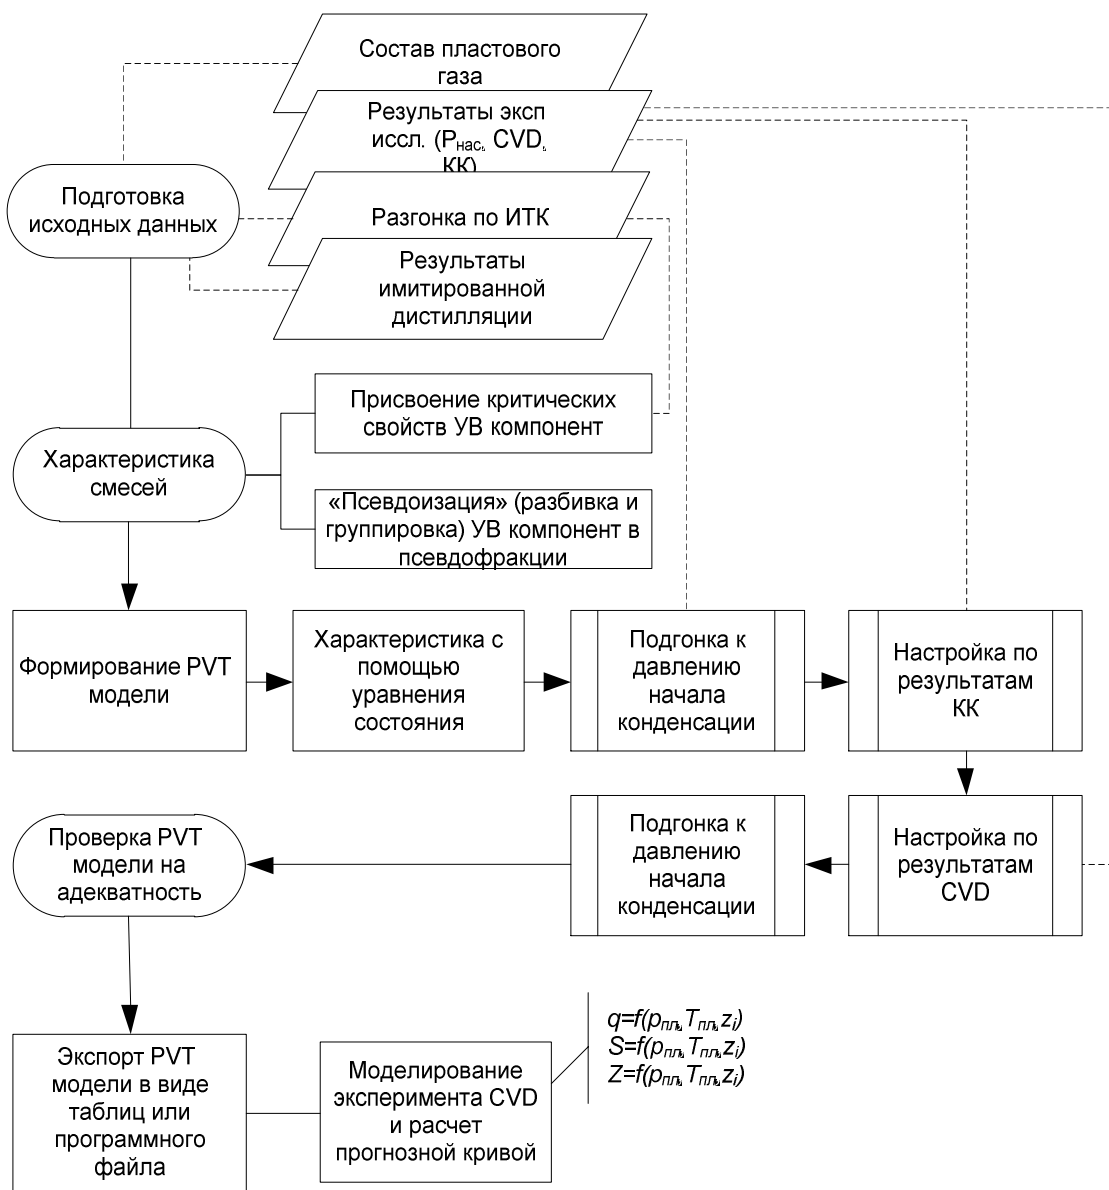 Состав пластового
газа
Результаты эксп
иссл. (Рнас., CVD,
КК)
Подготовка
исходных данных
Разгонка по ИТК
Результаты
имитированной
дистилляции
Присвоение критических
свойств УВ компонент
Характеристика
смесей
«Псевдоизация» (разбивка и
группировка) УВ компонент в
псевдофракции
Формирование PVT
модели
Характеристика с
помощью
уравнения
состояния
Подгонка к
давлению
начала
конденсации
Настройка по
результатам
КК
Проверка PVT
модели на
адекватность
Подгонка к
давлению
начала
конденсации
Настройка по
результатам
CVD
Экспорт PVT
модели в виде
таблиц или
программного
файла
Моделирование
эксперимента CVD
и расчет
прогнозной кривой
q=f(pпл,Tпл,zi)
S=f(pпл,Tпл,zi)
Z=f(pпл,Tпл,zi)